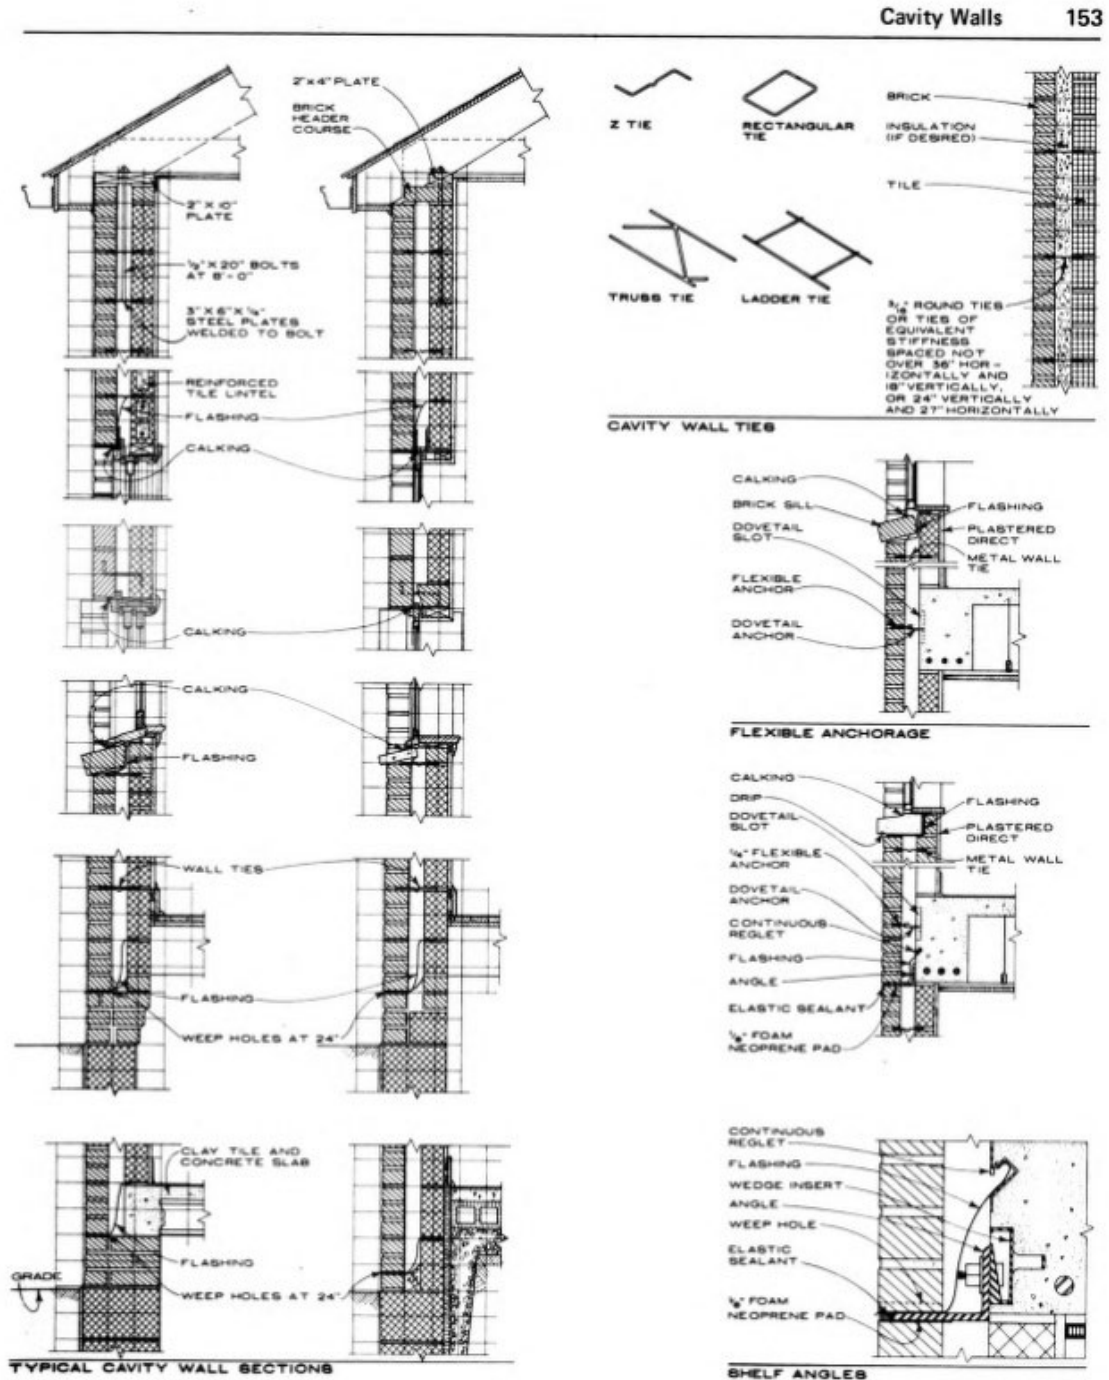 Cavity Walls 153
2"x4" PLATE
BRICK
HEADER
COURSE
2" X 10"
PLATE
½" X 20" BOLTS
AT 8'-0"
3" X 6" X ¼"
STEEL PLATES
WELDED TO BOLT
REINFORCED
TILE LINTEL
FLASHING
CALKING
CALKING
CALKING
FLASHING
WALL TIES
FLASHING
WEEP HOLES AT 24"
CLAY TILE AND
CONCRETE SLAB
FLASHING
GRADE
WEEP HOLES AT 24"
TYPICAL CAVITY WALL SECTIONS
Z TIE
RECTANGULAR
TIE
TRUSS TIE
LADDER TIE
BRICK
INSULATION
(IF DESIRED)
TILE
3/16" ROUND TIES
OR TIES OF
EQUIVALENT
STIFFNESS
SPACED NOT
OVER 36" HOR-
IZONTALLY AND
18" VERTICALLY,
OR 24" VERTICALLY
AND 27" HORIZONTALLY
CAVITY WALL TIES
CALKING
BRICK SILL
DOVETAIL
SLOT
FLEXIBLE
ANCHOR
DOVETAIL
ANCHOR
FLASHING
PLASTERED
DIRECT
METAL WALL
TIE
FLEXIBLE ANCHORAGE
CALKING
DRIP
DOVETAIL
SLOT
¼" FLEXIBLE
ANCHOR
DOVETAIL
ANCHOR
CONTINUOUS
REGLET
FLASHING
ANGLE
ELASTIC SEALANT
FOAM
NEOPRENE PAD
FLASHING
PLASTERED
DIRECT
METAL WALL
TIE
CONTINUOUS
REGLET
FLASHING
WEDGE INSERT
ANGLE
WEEP HOLE
ELASTIC
SEALANT
FOAM
NEOPRENE PAD
SHELF ANGLES